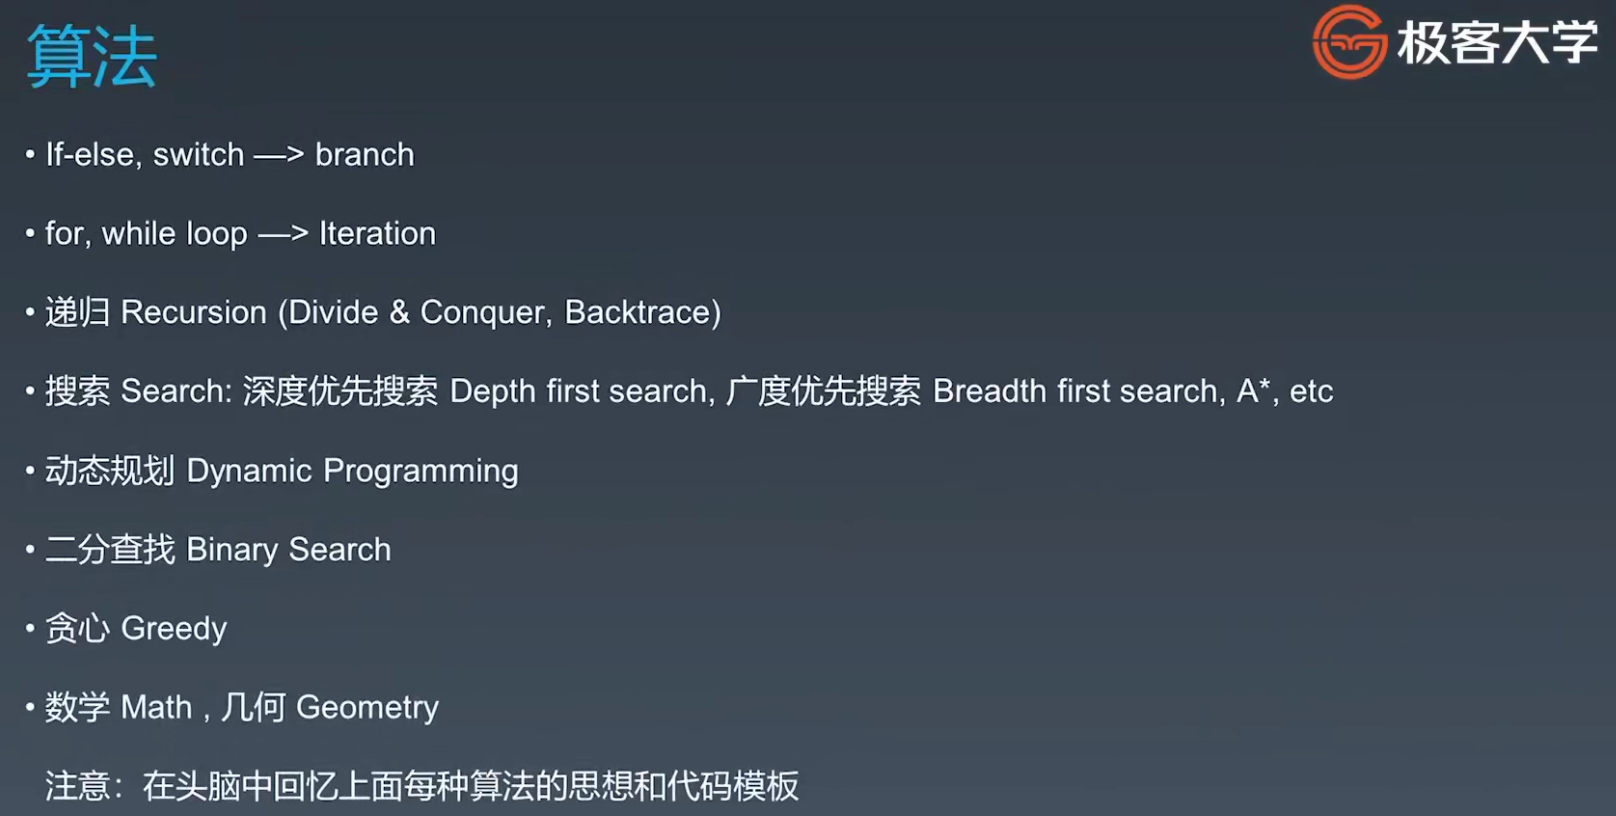 算法
极客大学
• If-else, switch —> branch
• for, while loop —> Iteration
• 递归 Recursion (Divide & Conquer, Backtrace)
• 搜索 Search: 深度优先搜索 Depth first search, 广度优先搜索 Breadth first search, A*, etc
• 动态规划 Dynamic Programming
• 二分查找 Binary Search
• 贪心 Greedy
• 数学 Math , 几何 Geometry
注意：在头脑中回忆上面每种算法的思想和代码模板